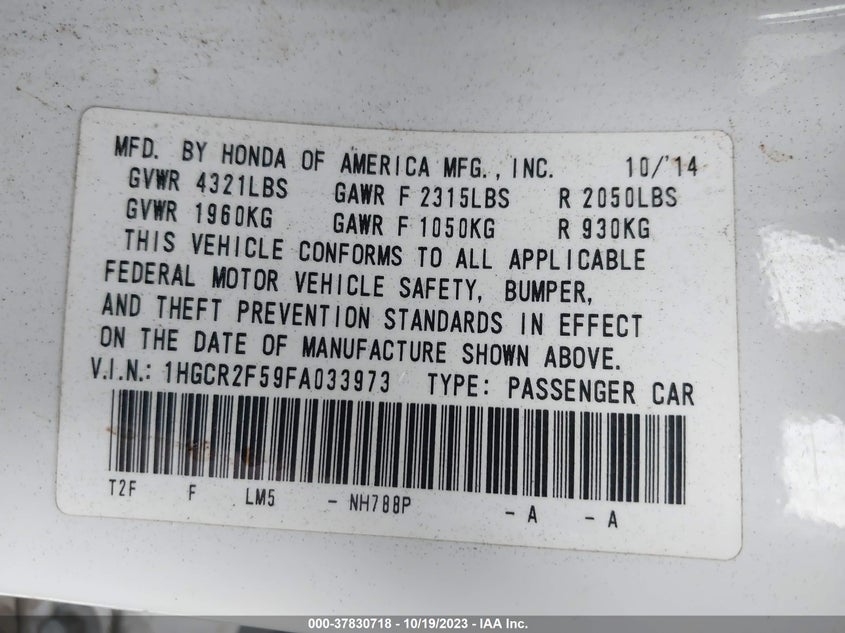 MFD. BY HONDA OF AMERICA MFG., INC. 10/'14
GVWR 4321LBS GAWR F 2315LBS R 2050LBS
GVWR 1960KG GAWR F 1050KG R 930KG
THIS VEHICLE CONFORMS TO ALL APPLICABLE
FEDERAL MOTOR VEHICLE SAFETY, BUMPER,
AND THEFT PREVENTION STANDARDS IN EFFECT
ON THE DATE OF MANUFACTURE SHOWN ABOVE.
V.I.N.: 1HGCR2F59FA033973 TYPE: PASSENGER CAR
T2F F LM5 - NH788P - A - A
000-37830718 - 10/19/2023 - IAA Inc.